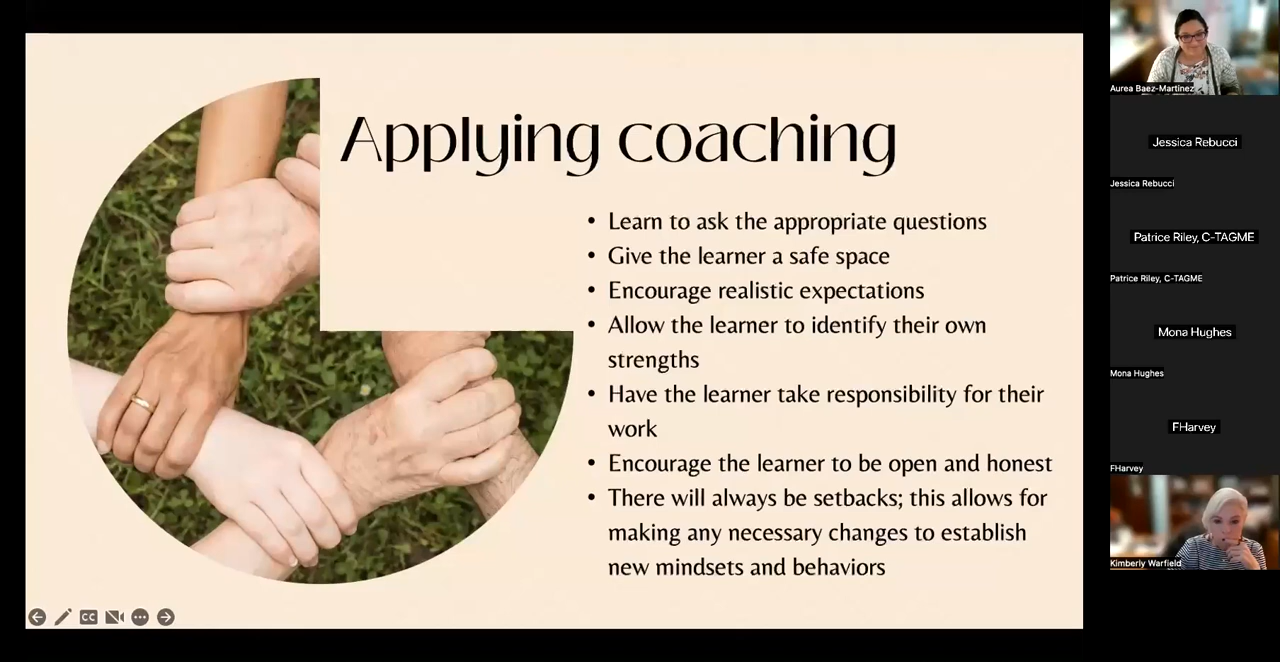 Applying coaching
• Learn to ask the appropriate questions
• Give the learner a safe space
• Encourage realistic expectations
• Allow the learner to identify their own
strengths
• Have the learner take responsibility for their
work
• Encourage the learner to be open and honest
• There will always be setbacks; this allows for
making any necessary changes to establish
new mindsets and behaviors
CC
Aurea Baez-Martinez
Jessica Rebucci
Jessica Rebucci
Patrice Riley, C-TAGME
Patrice Riley, C-TAGME
Mona Hughes
Mona Hughes
FHarvey
FHarvey
Kimberly Warfield